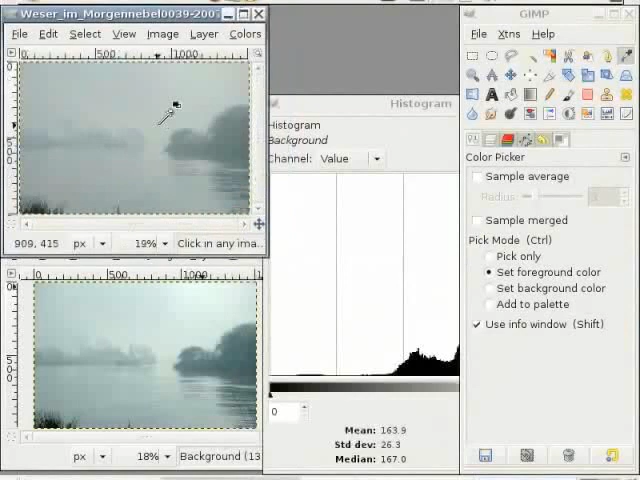 Weser_im_Morgennebel0039-200
File Edit Select View Image Layer Colors
0 500 1000
909, 415 px 19% Click in any ima...
0 500 1000
px 18% Background (13
Histogram
Histogram
Background
Channel: Value
0
Mean: 163.9
Std dev: 26.3
Median: 167.0
GIMP
File Xtns Help
Color Picker
Sample average
Radius: 3
Sample merged
Pick Mode (Ctrl)
Pick only
Set foreground color
Set background color
Add to palette
Use info window (Shift)